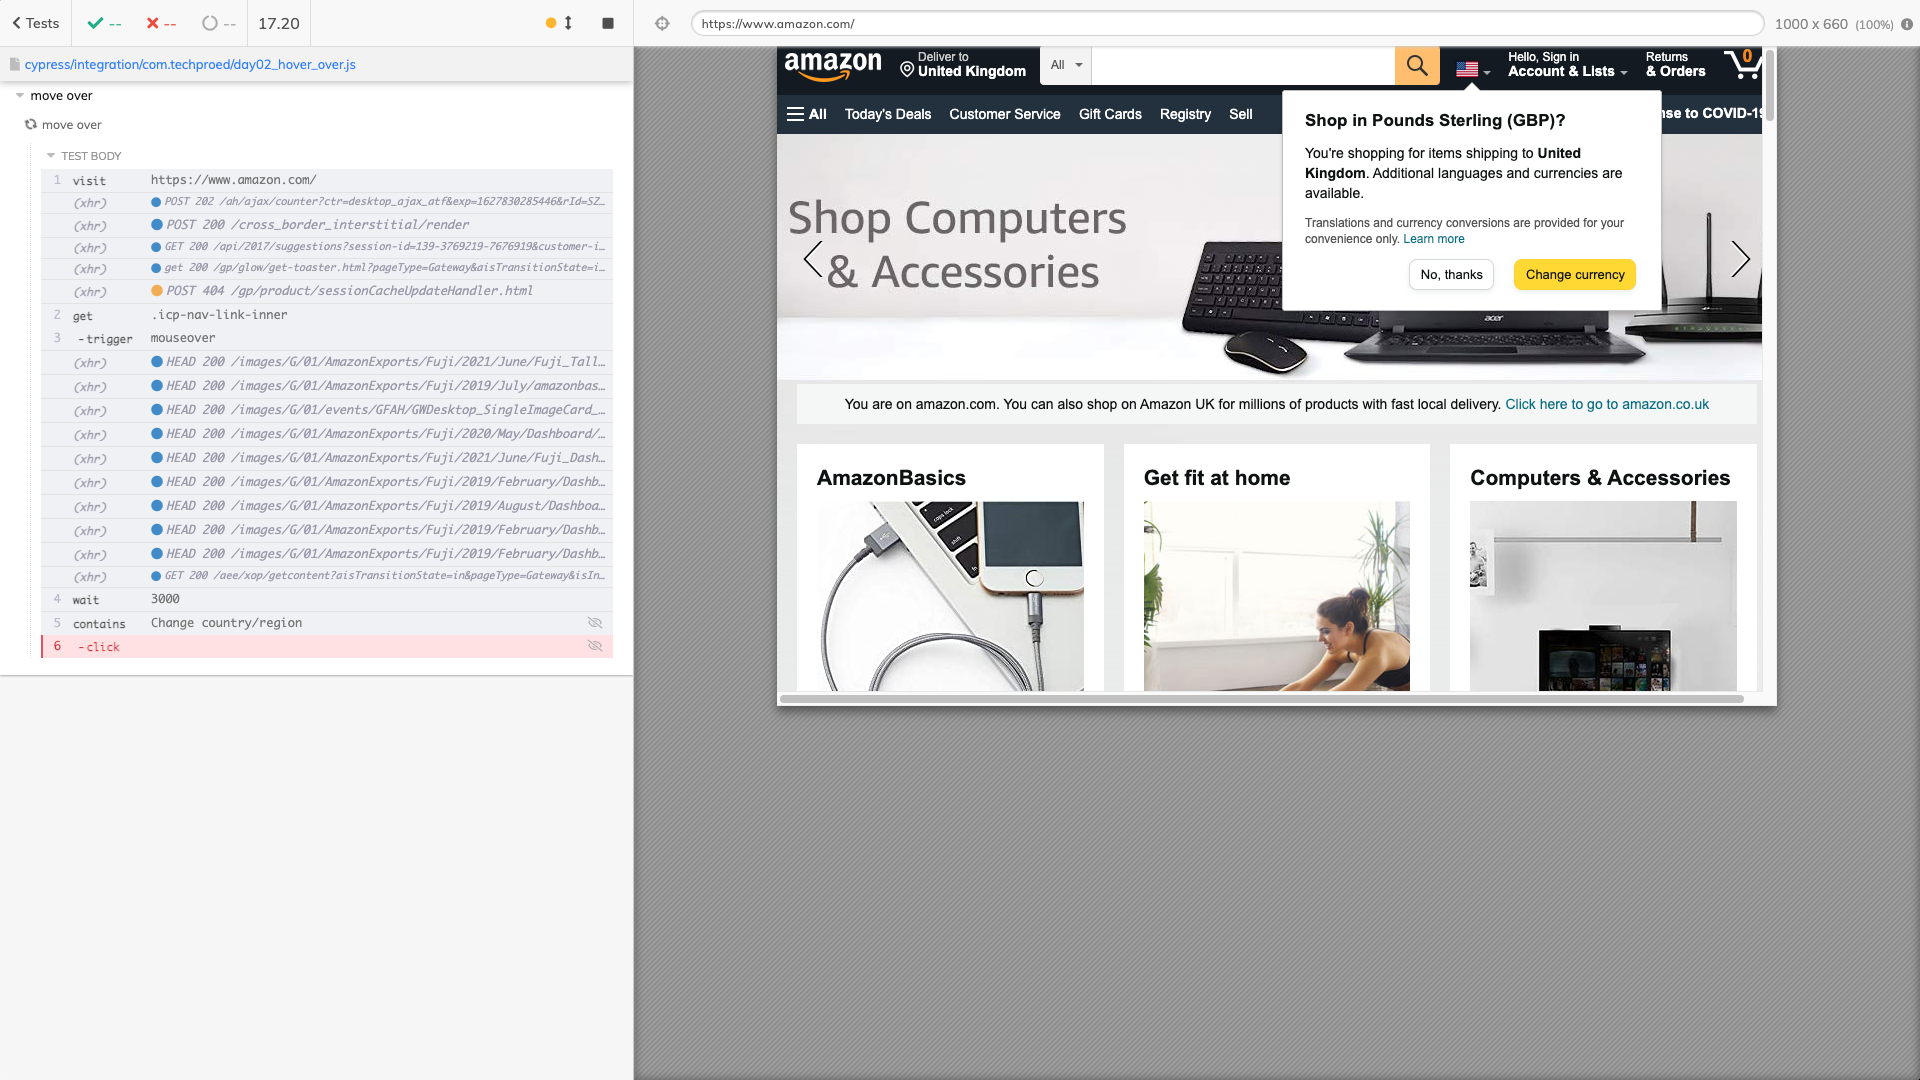 Tests
--
--
--
17.20
https://www.amazon.com/
1000 x 660 (100%)
cypress/integration/com.techproed/day02_hover_over.js
move over
move over
TEST BODY
1 visit https://www.amazon.com/
(xhr) POST 202 /ah/ajax/counter?ctr=desktop_ajax_atf&exp=1627830285446&rId=SZ...
(xhr) POST 200 /cross_border_interstitial/render
(xhr) GET 200 /api/2017/suggestions?session-id=139-3769219-7676919&customer-i...
(xhr) get 200 /gp/glow/get-toaster.html?pageType=Gateway&aisTransitionState=i...
(xhr) POST 404 /gp/product/sessionCacheUpdateHandler.html
2 get .icp-nav-link-inner
3 -trigger mouseover
(xhr) HEAD 200 /images/G/01/AmazonExports/Fuji/2021/June/Fuji_Tall...
(xhr) HEAD 200 /images/G/01/AmazonExports/Fuji/2019/July/amazonbas...
(xhr) HEAD 200 /images/G/01/events/GFAH/GWDesktop_SingleImageCard_...
(xhr) HEAD 200 /images/G/01/AmazonExports/Fuji/2020/May/Dashboard/...
(xhr) HEAD 200 /images/G/01/AmazonExports/Fuji/2021/June/Fuji_Dash...
(xhr) HEAD 200 /images/G/01/AmazonExports/Fuji/2019/February/Dashb...
(xhr) HEAD 200 /images/G/01/AmazonExports/Fuji/2019/August/Dashboa...
(xhr) HEAD 200 /images/G/01/AmazonExports/Fuji/2019/February/Dashb...
(xhr) HEAD 200 /images/G/01/AmazonExports/Fuji/2019/February/Dashb...
(xhr) GET 200 /aee/xop/getcontent?aisTransitionState=in&pageType=Gateway&isIn...
4 wait 3000
5 contains Change country/region
6 -click
amazon
Deliver to
United Kingdom
All
Hello, Sign in
Account & Lists
Returns
& Orders
0
All Today's Deals Customer Service Gift Cards Registry Sell
nse to COVID-19
Shop in Pounds Sterling (GBP)?
You're shopping for items shipping to United
Kingdom. Additional languages and currencies are
available.
Translations and currency conversions are provided for your
convenience only. Learn more
No, thanks
Change currency
Shop Computers
& Accessories
acer
You are on amazon.com. You can also shop on Amazon UK for millions of products with fast local delivery. Click here to go to amazon.co.uk
AmazonBasics
Get fit at home
Computers & Accessories
caps lock
shift